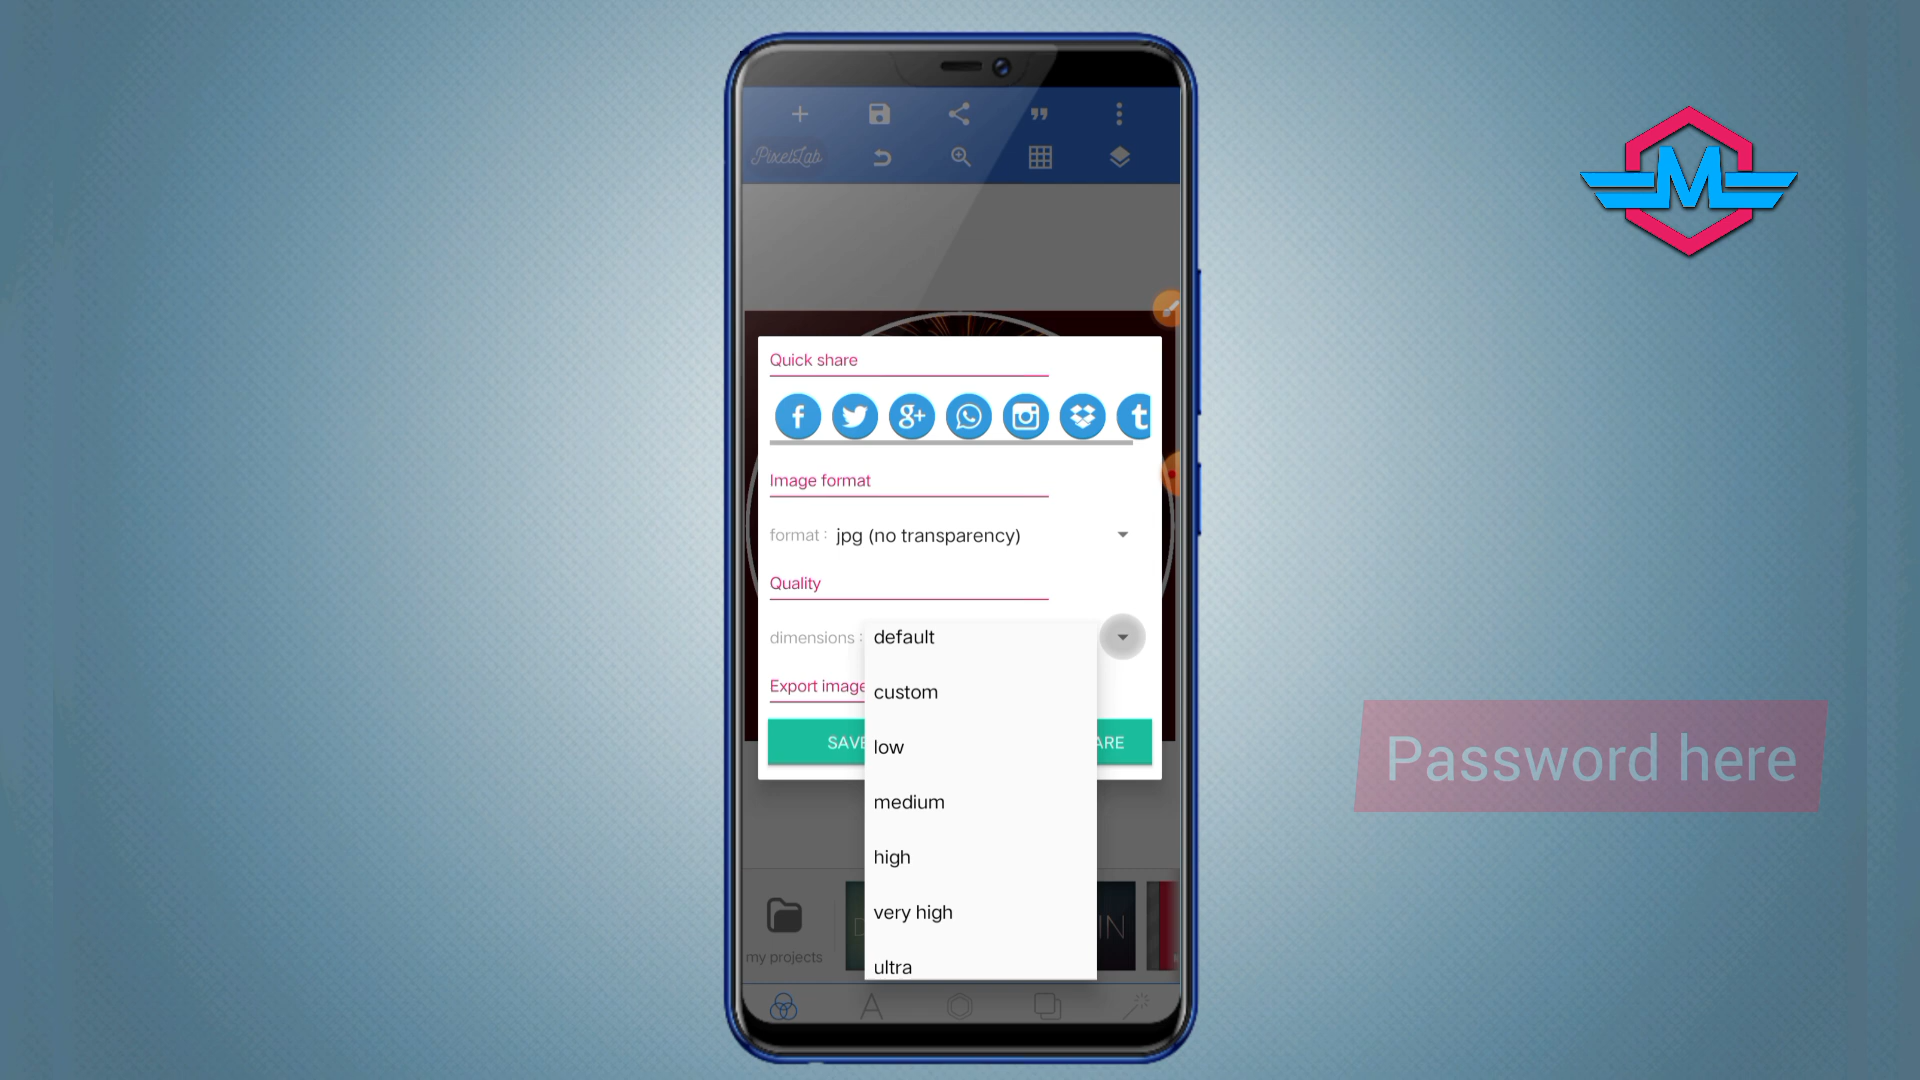 PixelLab
M
Quick share
Image format
format : jpg (no transparency)
Quality
dimensions : default
custom
Export image
SAVE
ARE
low
medium
high
very high
ultra
IN
my projects
Password here